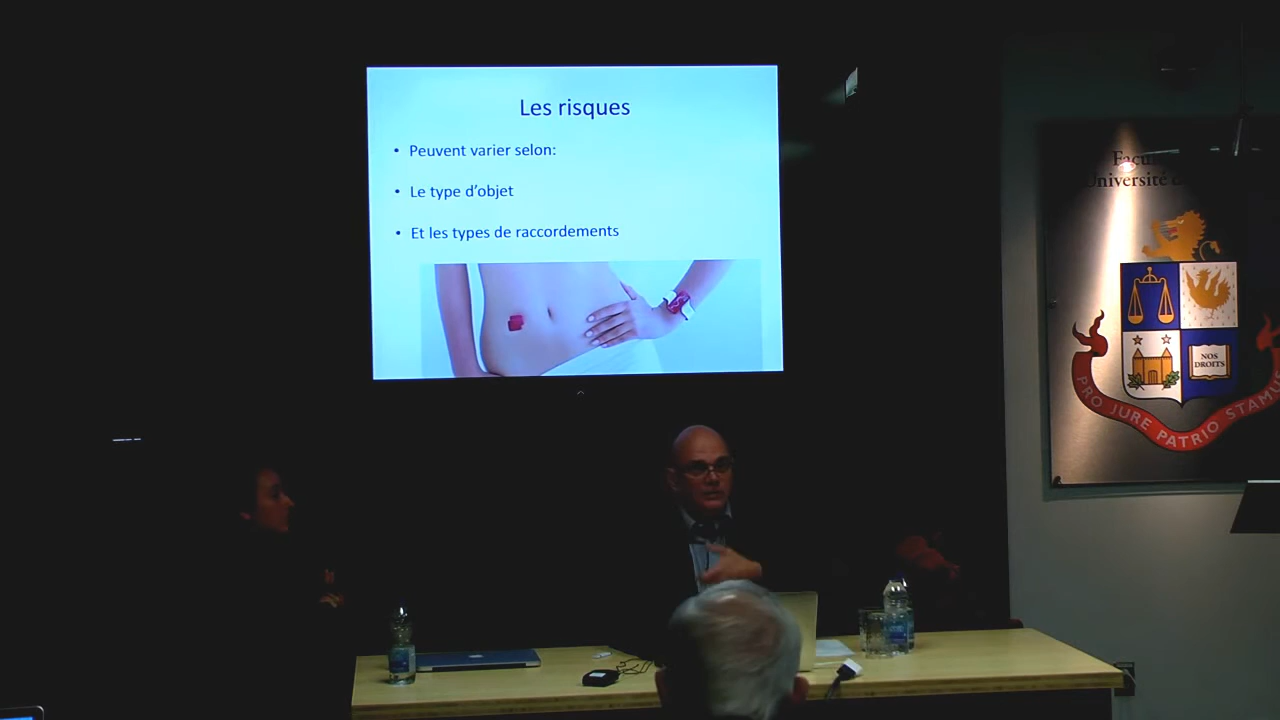 Les risques
• Peuvent varier selon:
• Le type d'objet
• Et les types de raccordements
Université
NOS
DROITS
PRO JURE PATRIO STAMUS